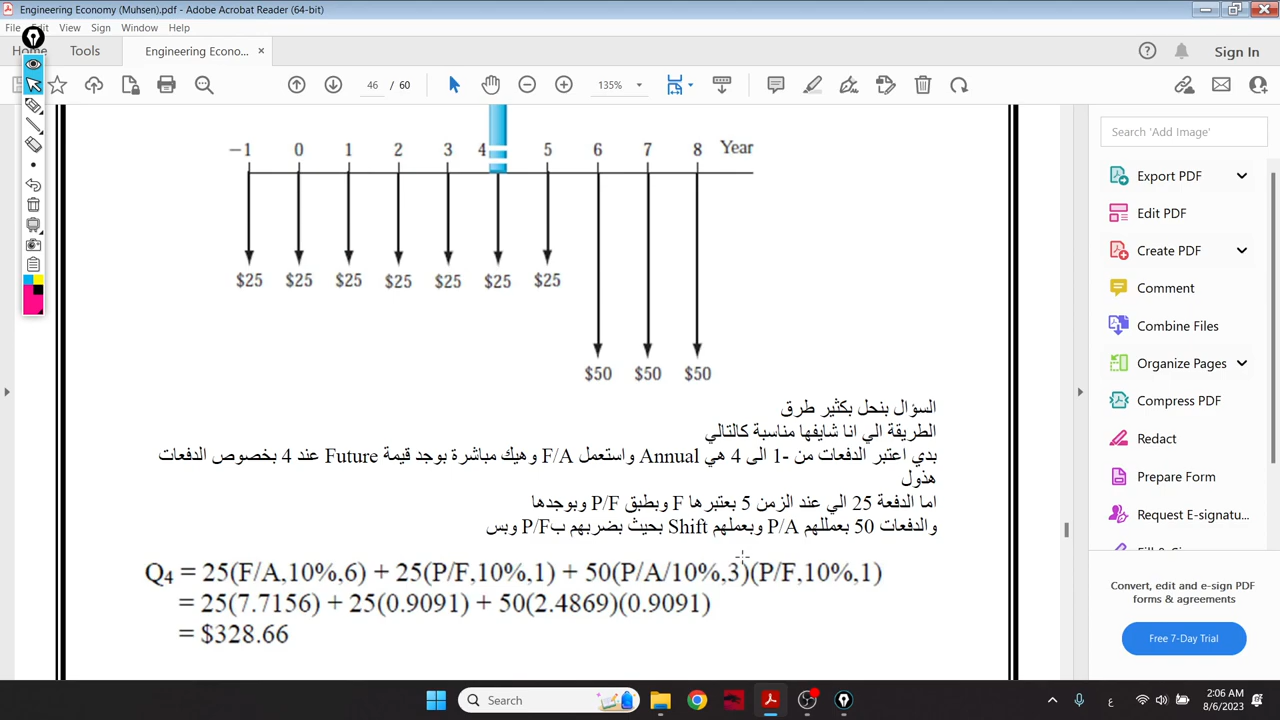 Engineering Economy (Muhsen).pdf - Adobe Acrobat Reader (64-bit)
File Edit View Sign Window Help
Home Tools Engineering Econo... ×
Sign In
46 / 60 135%
Search 'Add Image'
Export PDF
Edit PDF
Create PDF
Comment
Combine Files
Organize Pages
Compress PDF
Redact
Prepare Form
Request E-signatu...
Convert, edit and e-sign PDF
forms & agreements
Free 7-Day Trial
−1 0 1 2 3 4 5 6 7 8 Year
$25 $25 $25 $25 $25 $25 $25
$50 $50 $50
السؤال بنحل بكثير طرق
الطريقة الي انا شايفها مناسبة كالتالي
بدي اعتبر الدفعات من -1 الى 4 هي Annual واستعمل F/A وهيك مباشرة بوجد قيمة Future عند 4 بخصوص الدفعات
هذول
اما الدفعة 25 الي عند الزمن 5 بعتبرها F وبطبق P/F وبوجدها
والدفعات 50 بعمللهم P/A وبعملهم Shift بحيث بضربهم بP/F وبس
Q4 = 25(F/A,10%,6) + 25(P/F,10%,1) + 50(P/A/10%,3)(P/F,10%,1)
= 25(7.7156) + 25(0.9091) + 50(2.4869)(0.9091)
= $328.66
Search
ع
2:06 AM
8/6/2023